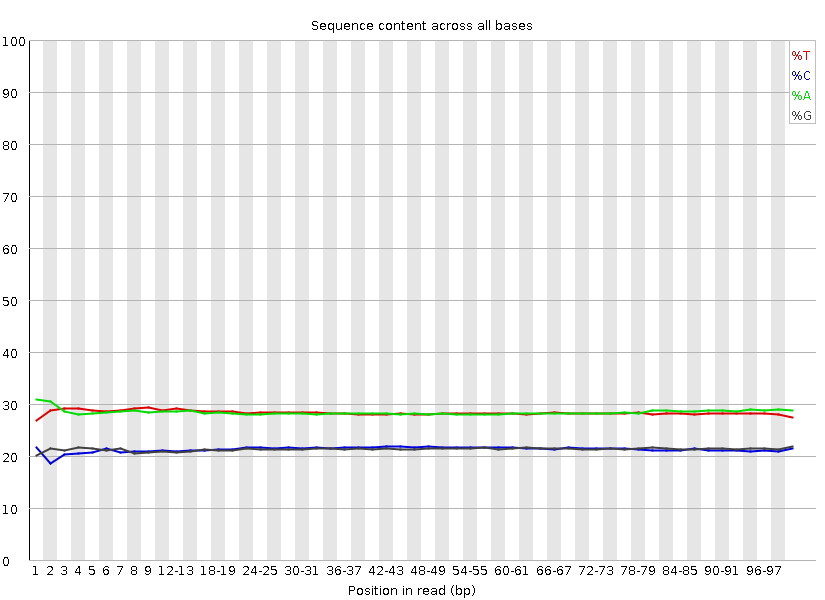 Sequence content across all bases
100
90
80
70
60
50
40
30
20
10
0
%T
%C
%A
%G
1 2 3 4 5 6 7 8 9 12-13 18-19 24-25 30-31 36-37 42-43 48-49 54-55 60-61 66-67 72-73 78-79 84-85 90-91 96-97
Position in read (bp)